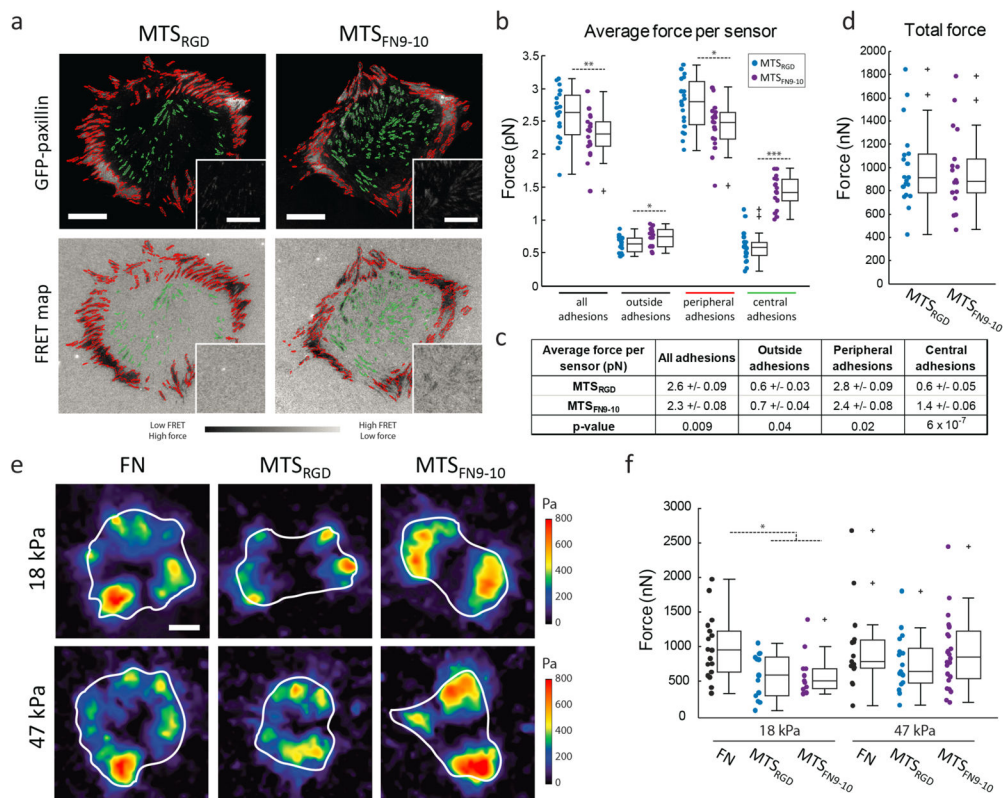 a
MTS_RGD
MTS_FN9-10
GFP-paxillin
FRET map
Low FRET
High force
High FRET
Low force
b
Average force per sensor
MTS_RGD
MTS_FN9-10
Force (pN)
3.5
3
2.5
2
1.5
1
0.5
0
**
*
*
***
all
adhesions
outside
adhesions
peripheral
adhesions
central
adhesions
d
Total force
Force (nN)
2000
1800
1600
1400
1200
1000
800
600
400
200
0
MTS_RGD
MTS_FN9-10
c
Average force per sensor (pN) All adhesions Outside adhesions Peripheral adhesions Central adhesions
MTS_RGD 2.6 +/- 0.09 0.6 +/- 0.03 2.8 +/- 0.09 0.6 +/- 0.05
MTS_FN9-10 2.3 +/- 0.08 0.7 +/- 0.04 2.4 +/- 0.08 1.4 +/- 0.06
p-value 0.009 0.04 0.02 6 x 10^-7
e
FN
MTS_RGD
MTS_FN9-10
18 kPa
Pa
800
600
400
200
0
47 kPa
Pa
800
600
400
200
0
f
Force (nN)
3000
2500
2000
1500
1000
500
0
*
18 kPa
47 kPa
FN
MTS_RGD
MTS_FN9-10
FN
MTS_RGD
MTS_FN9-10